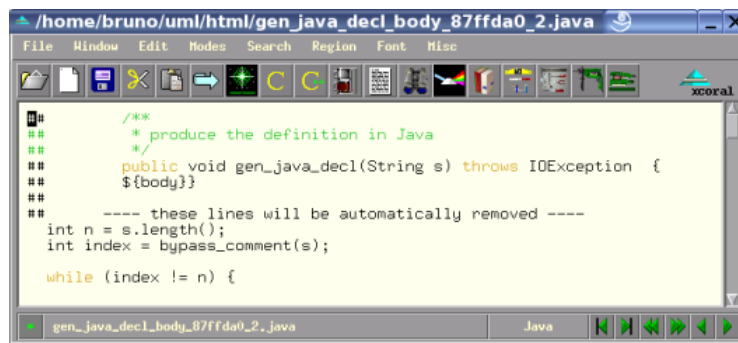 /home/bruno/uml/html/gen_java_decl_body_87ffda0_2.java
File Window Edit Modes Search Region Font Misc
xcoral
## /**
## * produce the definition in Java
## */
## public void gen_java_decl(String s) throws IOException {
## ${body}}
##
## ---- these lines will be automatically removed ----
int n = s.length();
int index = bypass_comment(s);
while (index != n) {
gen_java_decl_body_87ffda0_2.java Java